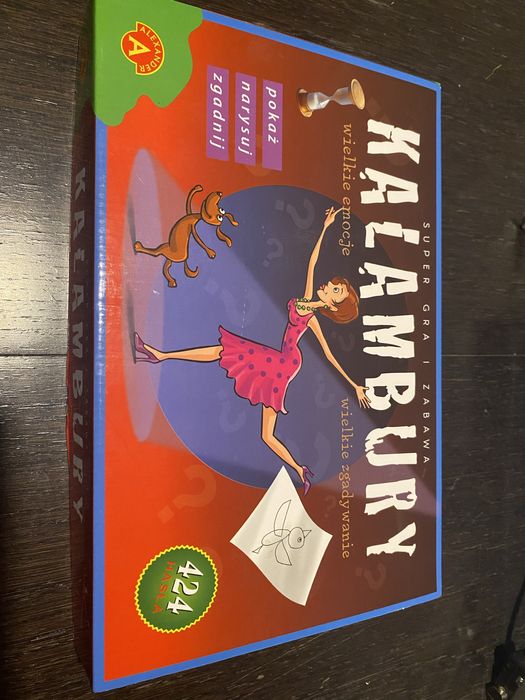 ALEXANDER
A
SUPER GRA I ZABAWA
KALAMBURY
wielkie emocje
wielkie zgadywanie
pokaż
narysuj
zgadnij
424
HASŁA
KALAMBURY